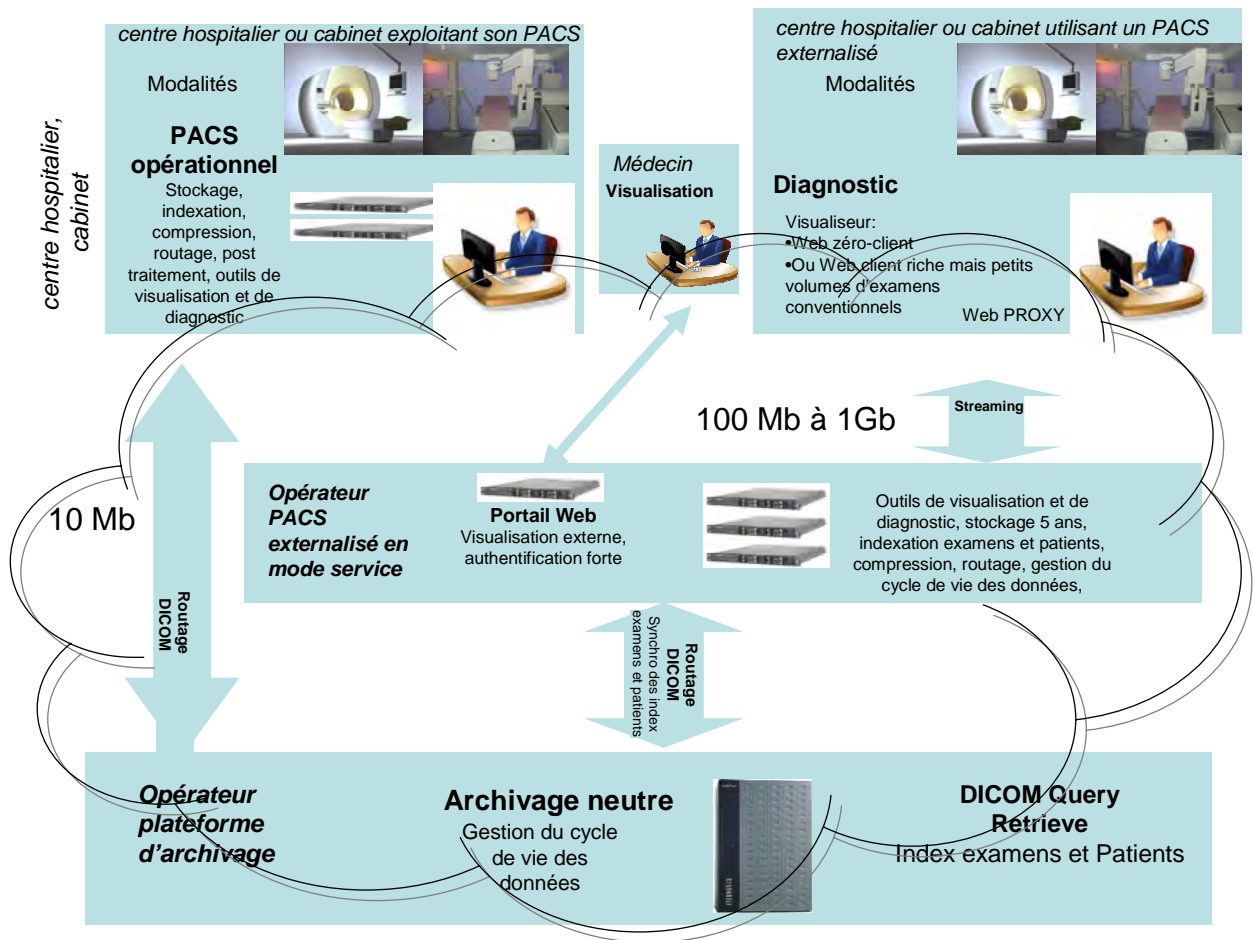 centre hospitalier ou cabinet exploitant son PACS
Modalités
PACS
opérationnel
Stockage,
indexation,
compression,
routage, post
traitement, outils de
visualisation et de
diagnostic
centre hospitalier,
cabinet
Médecin
Visualisation
centre hospitalier ou cabinet utilisant un PACS
externalisé
Modalités
Diagnostic
Visualiseur:
•Web zéro-client
•Ou Web client riche mais petits
volumes d'examens
conventionnels
Web PROXY
10 Mb
Routage
DICOM
100 Mb à 1Gb
Streaming
Opérateur
PACS
externalisé en
mode service
Portail Web
Visualisation externe,
authentification forte
Outils de visualisation et de
diagnostic, stockage 5 ans,
indexation examens et patients,
compression, routage, gestion du
cycle de vie des données,
Routage
DICOM
Synchro des index
examens et patients
Opérateur
plateforme
d'archivage
Archivage neutre
Gestion du cycle
de vie des
données
DICOM Query
Retrieve
Index examens et Patients